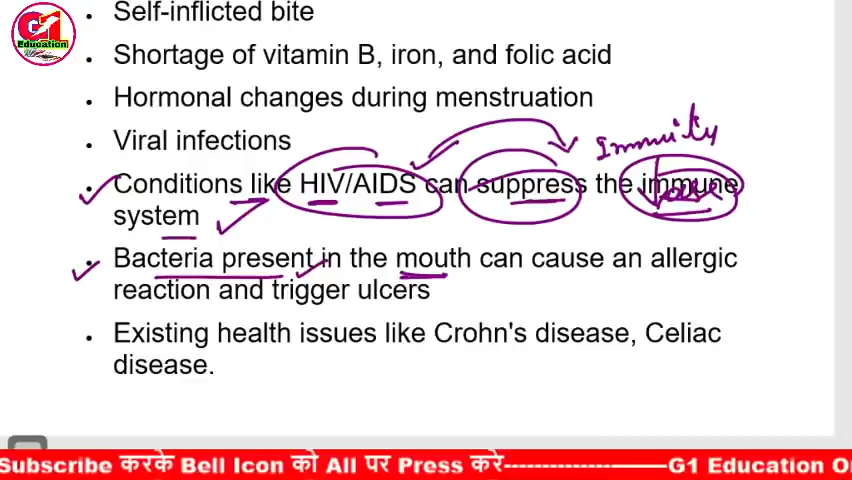 G1
Education
Self-inflicted bite
Shortage of vitamin B, iron, and folic acid
Hormonal changes during menstruation
Viral infections
Immuity
Conditions like HIV/AIDS can suppress the immune
system
Bacteria present in the mouth can cause an allergic
reaction and trigger ulcers
Existing health issues like Crohn's disease, Celiac
disease.
Subscribe करके Bell Icon को All पर Press करे---------------———G1 Education On